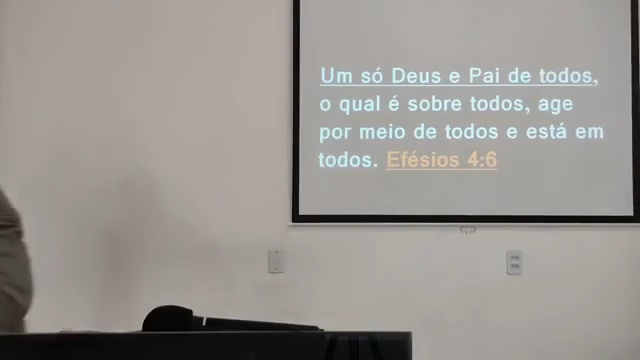 Um só Deus e Pai de todos,
o qual é sobre todos, age
por meio de todos e está em
todos. Efésios 4:6